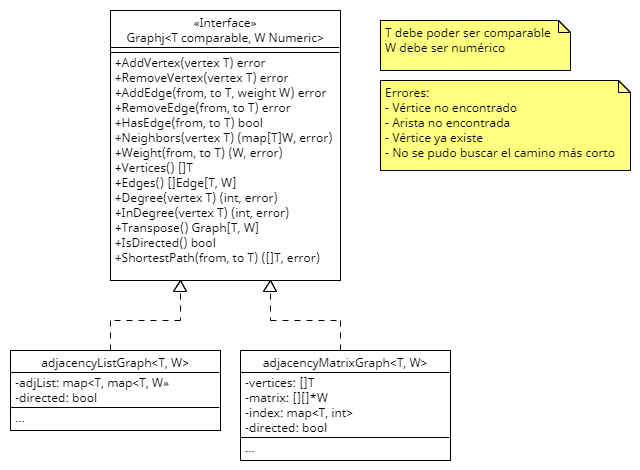 «Interface»
Graphj<T comparable, W Numeric>
+AddVertex(vertex T) error
+RemoveVertex(vertex T) error
+AddEdge(from, to T, weight W) error
+RemoveEdge(from, to T) error
+HasEdge(from, to T) bool
+Neighbors(vertex T) (map[T]W, error)
+Weight(from, to T) (W, error)
+Vertices() []T
+Edges() []Edge[T, W]
+Degree(vertex T) (int, error)
+InDegree(vertex T) (int, error)
+Transpose() Graph[T, W]
+IsDirected() bool
+ShortestPath(from, to T) ([]T, error)
T debe poder ser comparable
W debe ser numérico
Errores:
- Vértice no encontrado
- Arista no encontrada
- Vértice ya existe
- No se pudo buscar el camino más corto
adjacencyListGraph<T, W>
-adjList: map<T, map<T, W»
-directed: bool
...
adjacencyMatrixGraph<T, W>
-vertices: []T
-matrix: [][]*W
-index: map<T, int>
-directed: bool
...